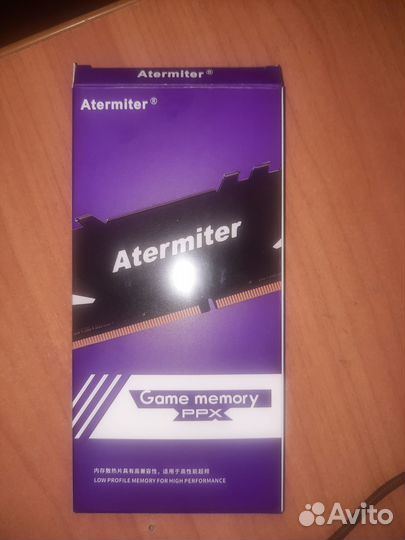 Atermiter®
Atermiter®
Atermiter
Game memory
PPX
内存散热片具有高兼容性，适用于高性能超频
LOW PROFILE MEMORY FOR HIGH PERFORMANCE
Avito